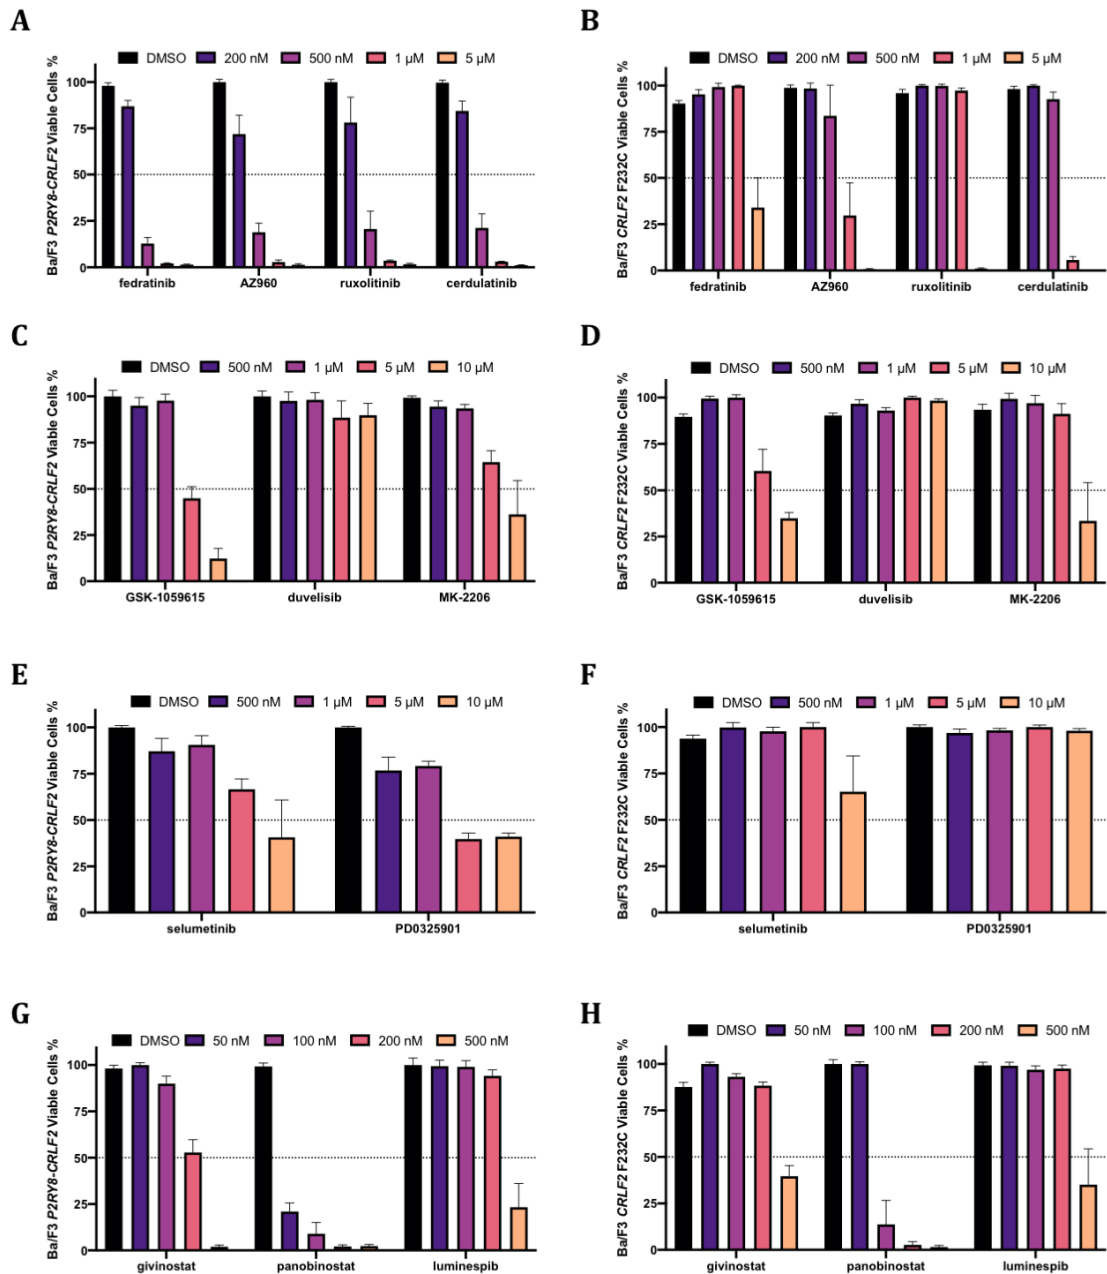 A
DMSO 200 nM 500 nM 1 µM 5 µM
Ba/F3 P2RY8-CRLF2 Viable Cells %
100
75
50
25
0
fedratinib AZ960 ruxolitinib cerdulatinib
B
DMSO 200 nM 500 nM 1 µM 5 µM
Ba/F3 CRLF2 F232C Viable Cells %
100
75
50
25
0
fedratinib AZ960 ruxolitinib cerdulatinib
C
DMSO 500 nM 1 µM 5 µM 10 µM
Ba/F3 P2RY8-CRLF2 Viable Cells %
100
75
50
25
0
GSK-1059615 duvelisib MK-2206
D
DMSO 500 nM 1 µM 5 µM 10 µM
Ba/F3 CRLF2 F232C Viable Cells %
100
75
50
25
0
GSK-1059615 duvelisib MK-2206
E
DMSO 500 nM 1 µM 5 µM 10 µM
Ba/F3 P2RY8-CRLF2 Viable Cells %
100
75
50
25
0
selumetinib PD0325901
F
DMSO 500 nM 1 µM 5 µM 10 µM
Ba/F3 CRLF2 F232C Viable Cells %
100
75
50
25
0
selumetinib PD0325901
G
DMSO 50 nM 100 nM 200 nM 500 nM
Ba/F3 P2RY8-CRLF2 Viable Cells %
100
75
50
25
0
givinostat panobinostat luminespib
H
DMSO 50 nM 100 nM 200 nM 500 nM
Ba/F3 CRLF2 F232C Viable Cells %
100
75
50
25
0
givinostat panobinostat luminespib